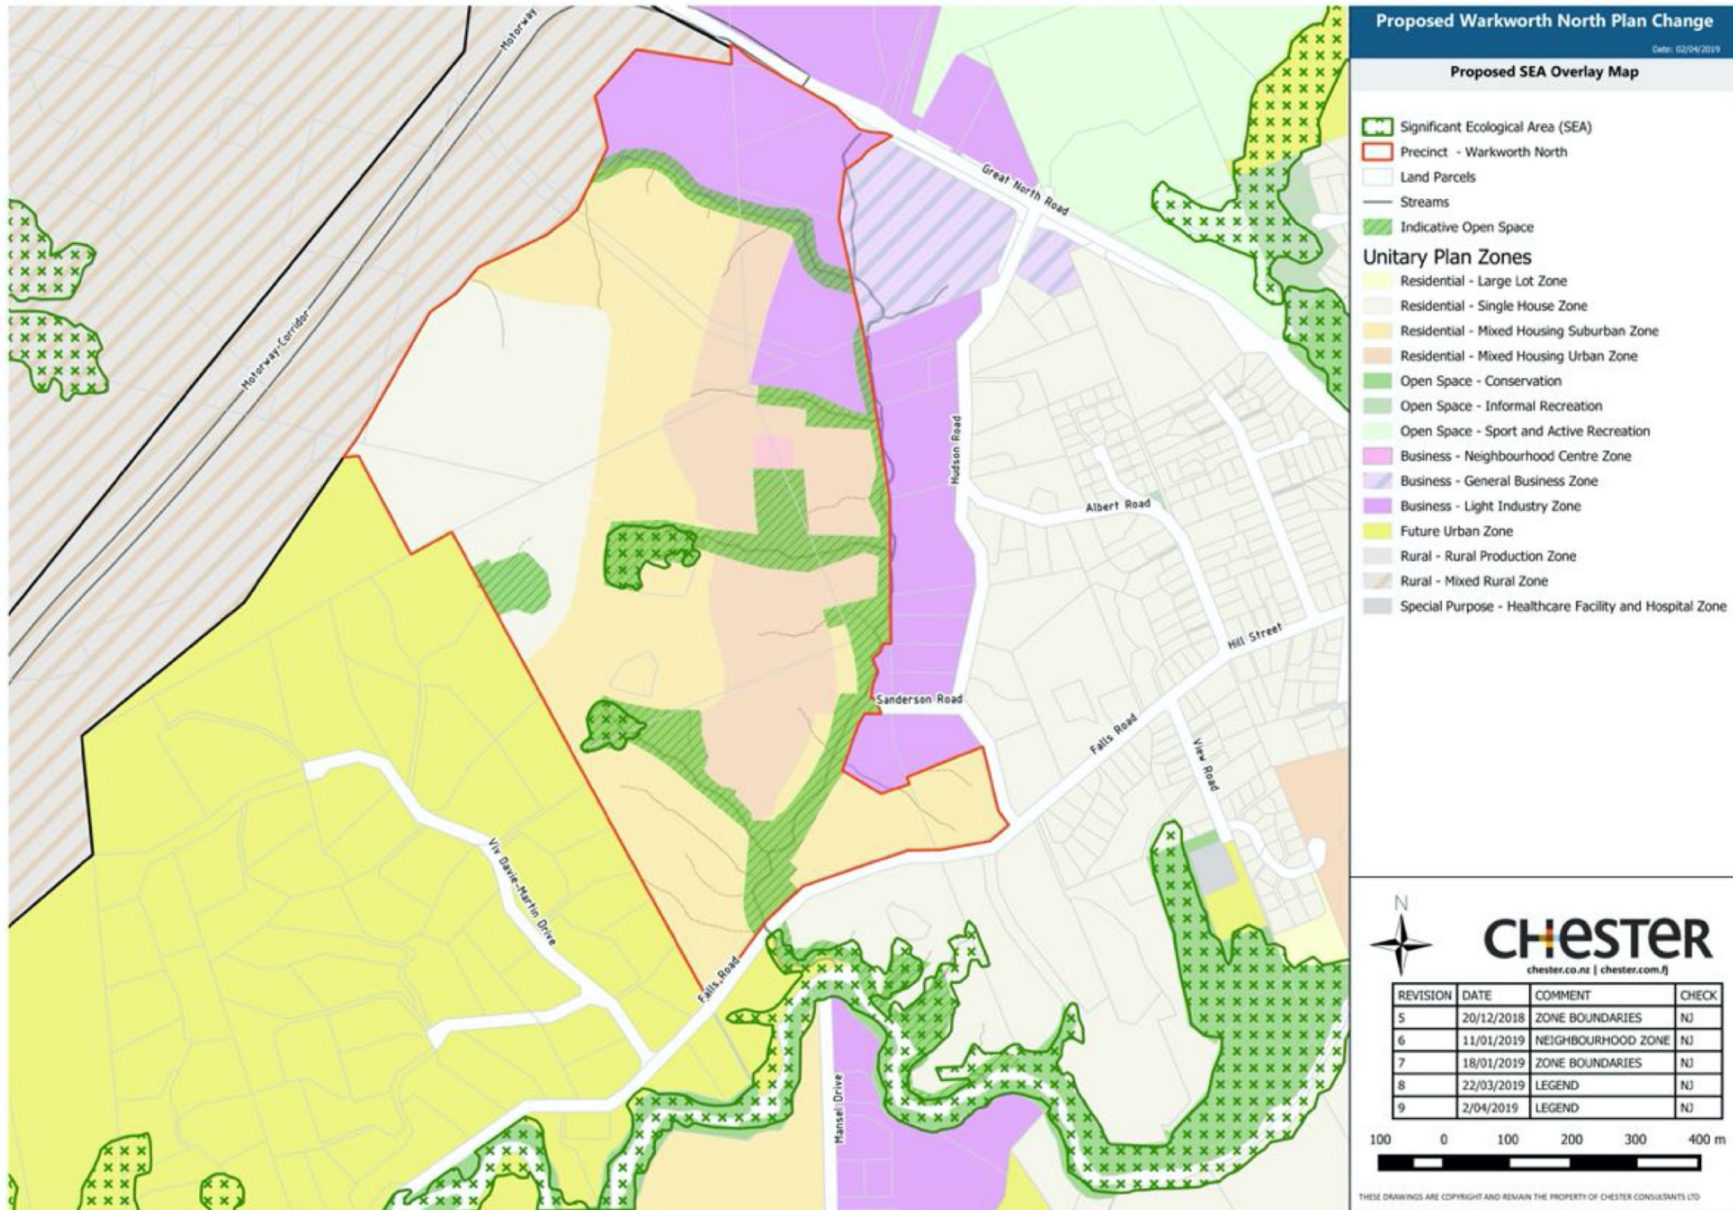 Proposed Warkworth North Plan Change
Date: 02/04/2019
Proposed SEA Overlay Map
Significant Ecological Area (SEA)
Precinct - Warkworth North
Land Parcels
Streams
Indicative Open Space
Unitary Plan Zones
Residential - Large Lot Zone
Residential - Single House Zone
Residential - Mixed Housing Suburban Zone
Residential - Mixed Housing Urban Zone
Open Space - Conservation
Open Space - Informal Recreation
Open Space - Sport and Active Recreation
Business - Neighbourhood Centre Zone
Business - General Business Zone
Business - Light Industry Zone
Future Urban Zone
Rural - Rural Production Zone
Rural - Mixed Rural Zone
Special Purpose - Healthcare Facility and Hospital Zone
Motorway
Motorway-Corridor
Great North Road
Hudson Road
Albert Road
Hill Street
Sanderson Road
Falls Road
View Road
Viv Davie-Martin Drive
Falls Road
Mansel Drive
N
CHESTER
chester.co.nz | chester.com.fj
REVISION DATE COMMENT CHECK
5 20/12/2018 ZONE BOUNDARIES NJ
6 11/01/2019 NEIGHBOURHOOD ZONE NJ
7 18/01/2019 ZONE BOUNDARIES NJ
8 22/03/2019 LEGEND NJ
9 2/04/2019 LEGEND NJ
100 0 100 200 300 400 m
THESE DRAWINGS ARE COPYRIGHT AND REMAIN THE PROPERTY OF CHESTER CONSULTANTS LTD